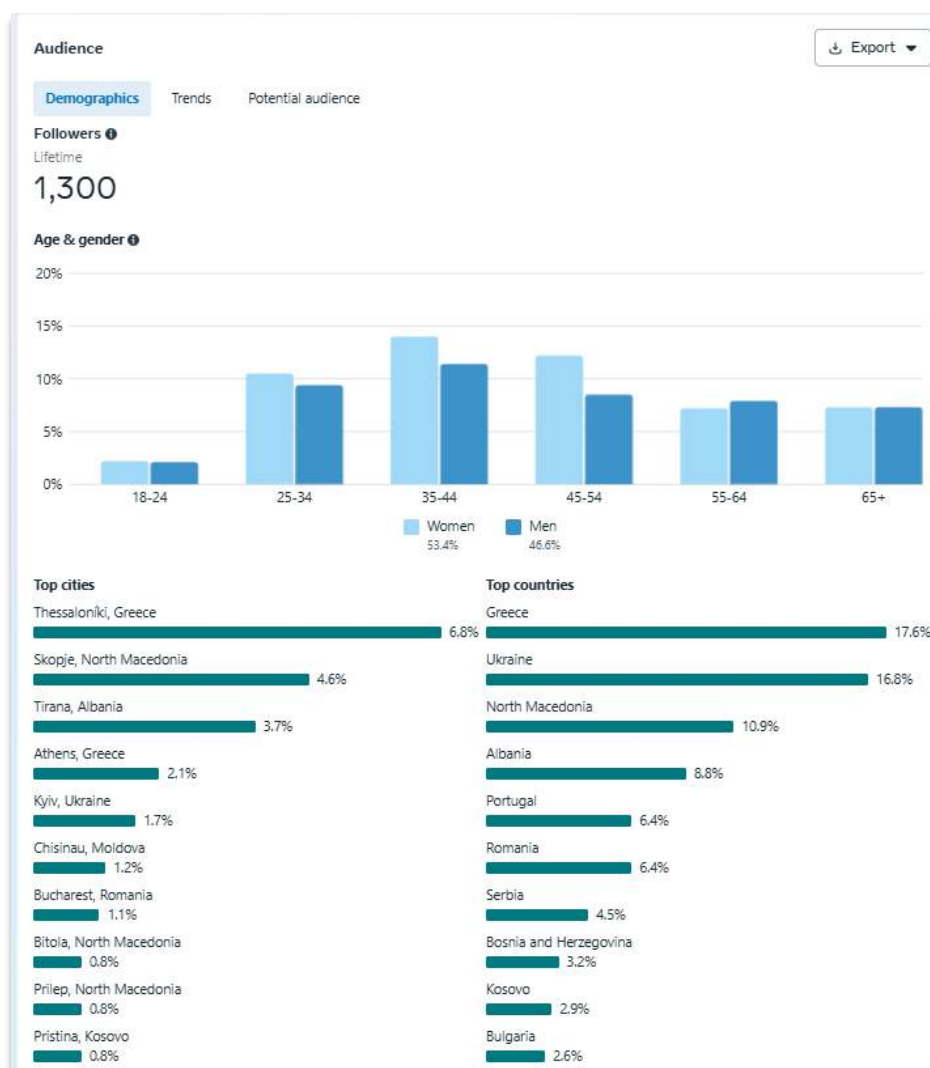 Audience
Export
Demographics Trends Potential audience
Followers
Lifetime
1,300
Age & gender
20%
15%
10%
5%
0%
18-24 25-34 35-44 45-54 55-64 65+
Women Men
53.4% 46.6%
Top cities
Thessaloníki, Greece
6.8%
Skopje, North Macedonia
4.6%
Tirana, Albania
3.7%
Athens, Greece
2.1%
Kyiv, Ukraine
1.7%
Chisinau, Moldova
1.2%
Bucharest, Romania
1.1%
Bitola, North Macedonia
0.8%
Prilep, North Macedonia
0.8%
Pristina, Kosovo
0.8%
Top countries
Greece
17.6%
Ukraine
16.8%
North Macedonia
10.9%
Albania
8.8%
Portugal
6.4%
Romania
6.4%
Serbia
4.5%
Bosnia and Herzegovina
3.2%
Kosovo
2.9%
Bulgaria
2.6%